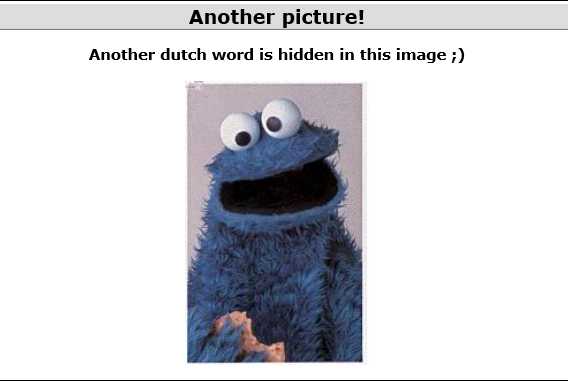 Another picture!
Another dutch word is hidden in this image ;)